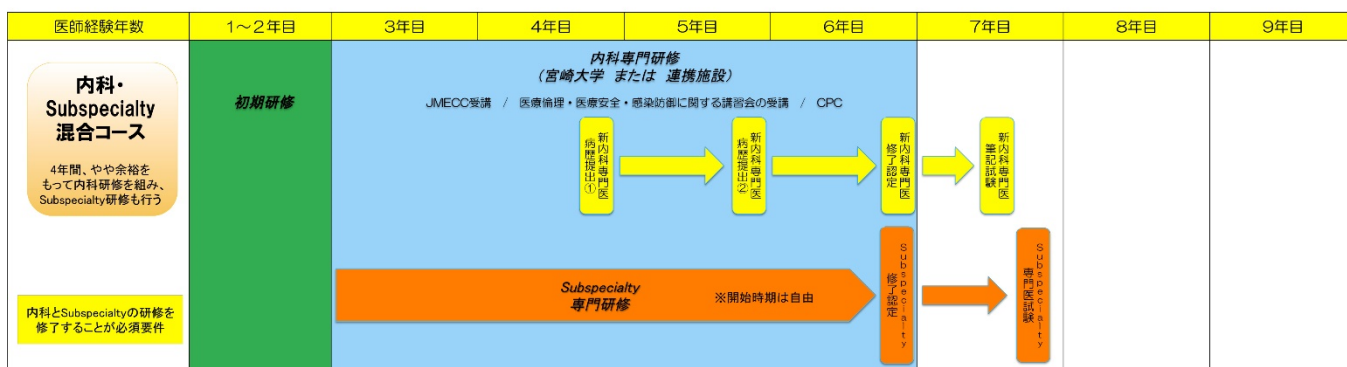 医師経験年数
1～2年目
3年目
4年目
5年目
6年目
7年目
8年目
9年目
内科・
Subspecialty
混合コース
4年間、やや余裕を
もって内科研修を組み、
Subspecialty研修も行う
内科とSubspecialtyの研修を
修了することが必須要件
初期研修
内科専門研修
（宮崎大学 または 連携施設）
JMECC受講 / 医療倫理・医療安全・感染防御に関する講習会の受講 / CPC
新内科専門医
病歴提出①
新内科専門医
病歴提出②
新内科専門医
修了認定
新内科専門医
筆記試験
Subspecialty
専門研修
※開始時期は自由
Subspecialty
修了認定
Subspecialty
専門医試験